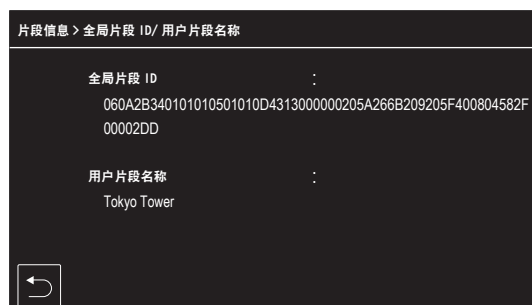 片段信息 > 全局片段 ID/ 用户片段名称
全局片段 ID :
060A2B340101010501010D4313000000205A266B209205F400804582F
00002DD
用户片段名称 :
Tokyo Tower